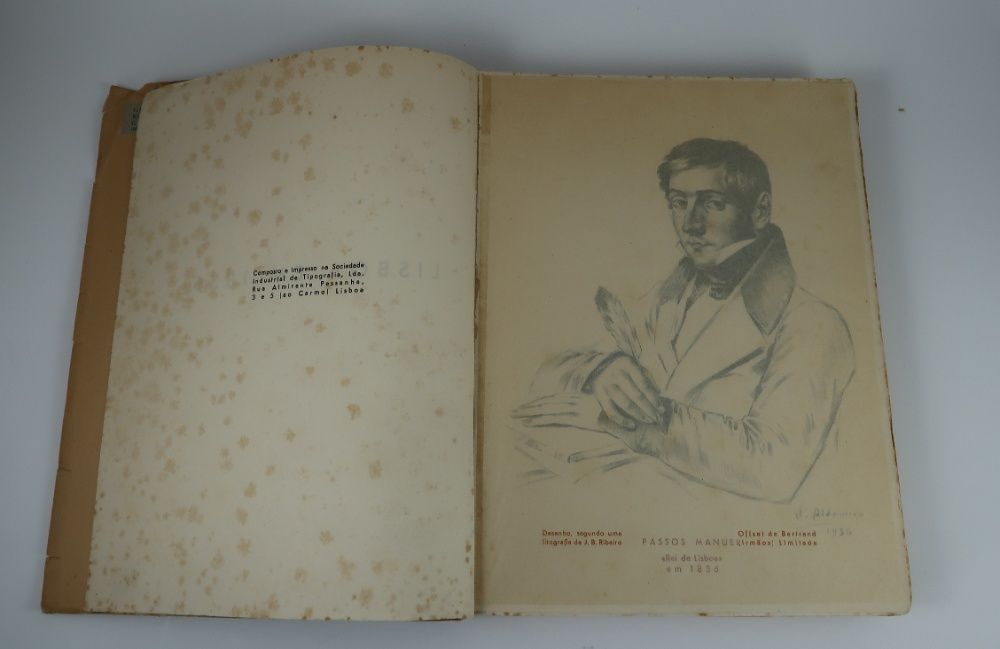 Composto e impresso na Sociedade
Industrial de Tipografia, Lda.
Rua Almirante Pessanha,
3 e 5 (ao Carmo) Lisboa
Desenho, segundo uma
litografia de J. B. Ribeiro
PASSOS MANUEL
«Rei de Lisboa»
em 1836
Offset de Bertrand
(Irmãos) Limitada
1936